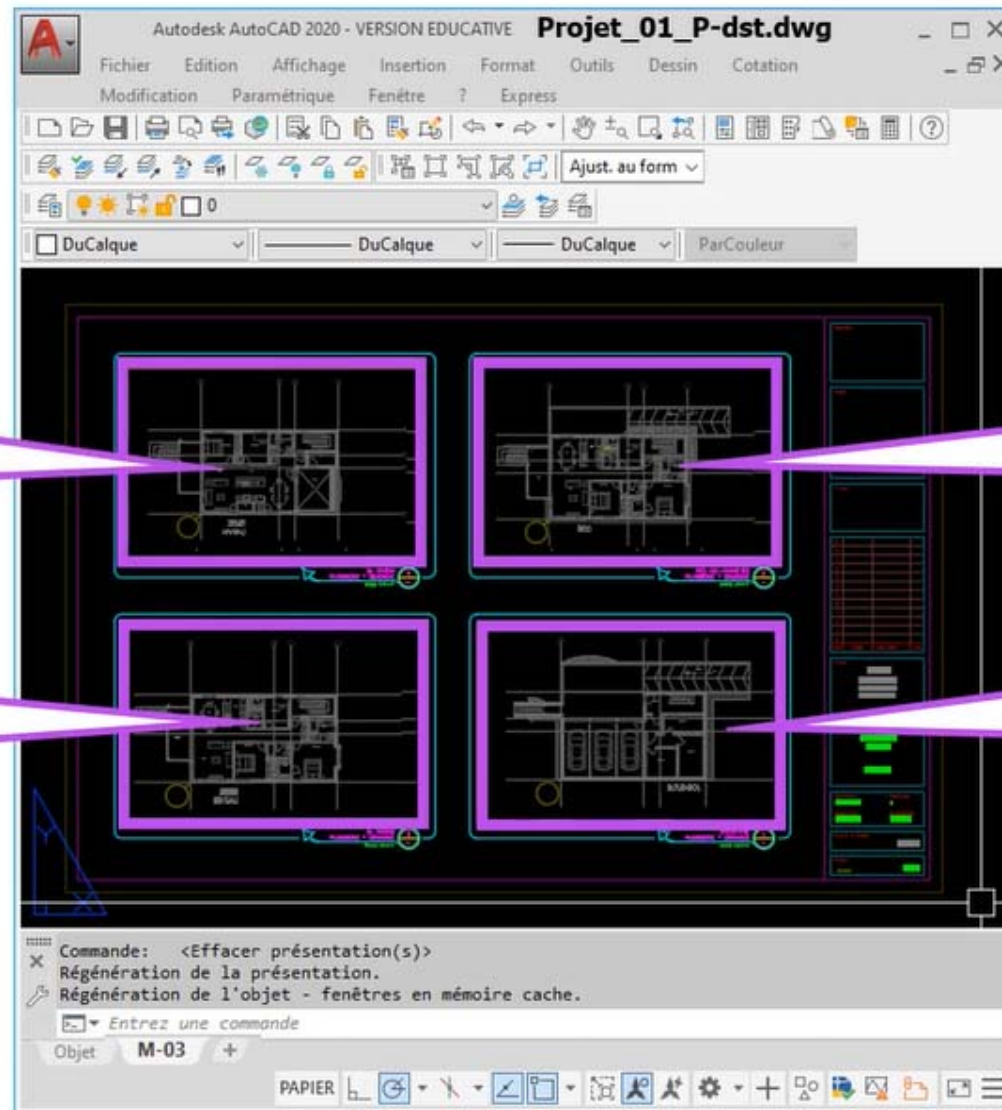 Autodesk AutoCAD 2020 - VERSION EDUCATIVE Projet_01_P-dst.dwg
Fichier Edition Affichage Insertion Format Outils Dessin Cotation
Modification Paramétrique Fenêtre ? Express
Ajust. au form
0
DuCalque DuCalque DuCalque ParCouleur
Commande: <Effacer présentation(s)>
Régénération de la présentation.
Régénération de l'objet - fenêtres en mémoire cache.
Entrez une commande
Objet M-03 +
PAPIER